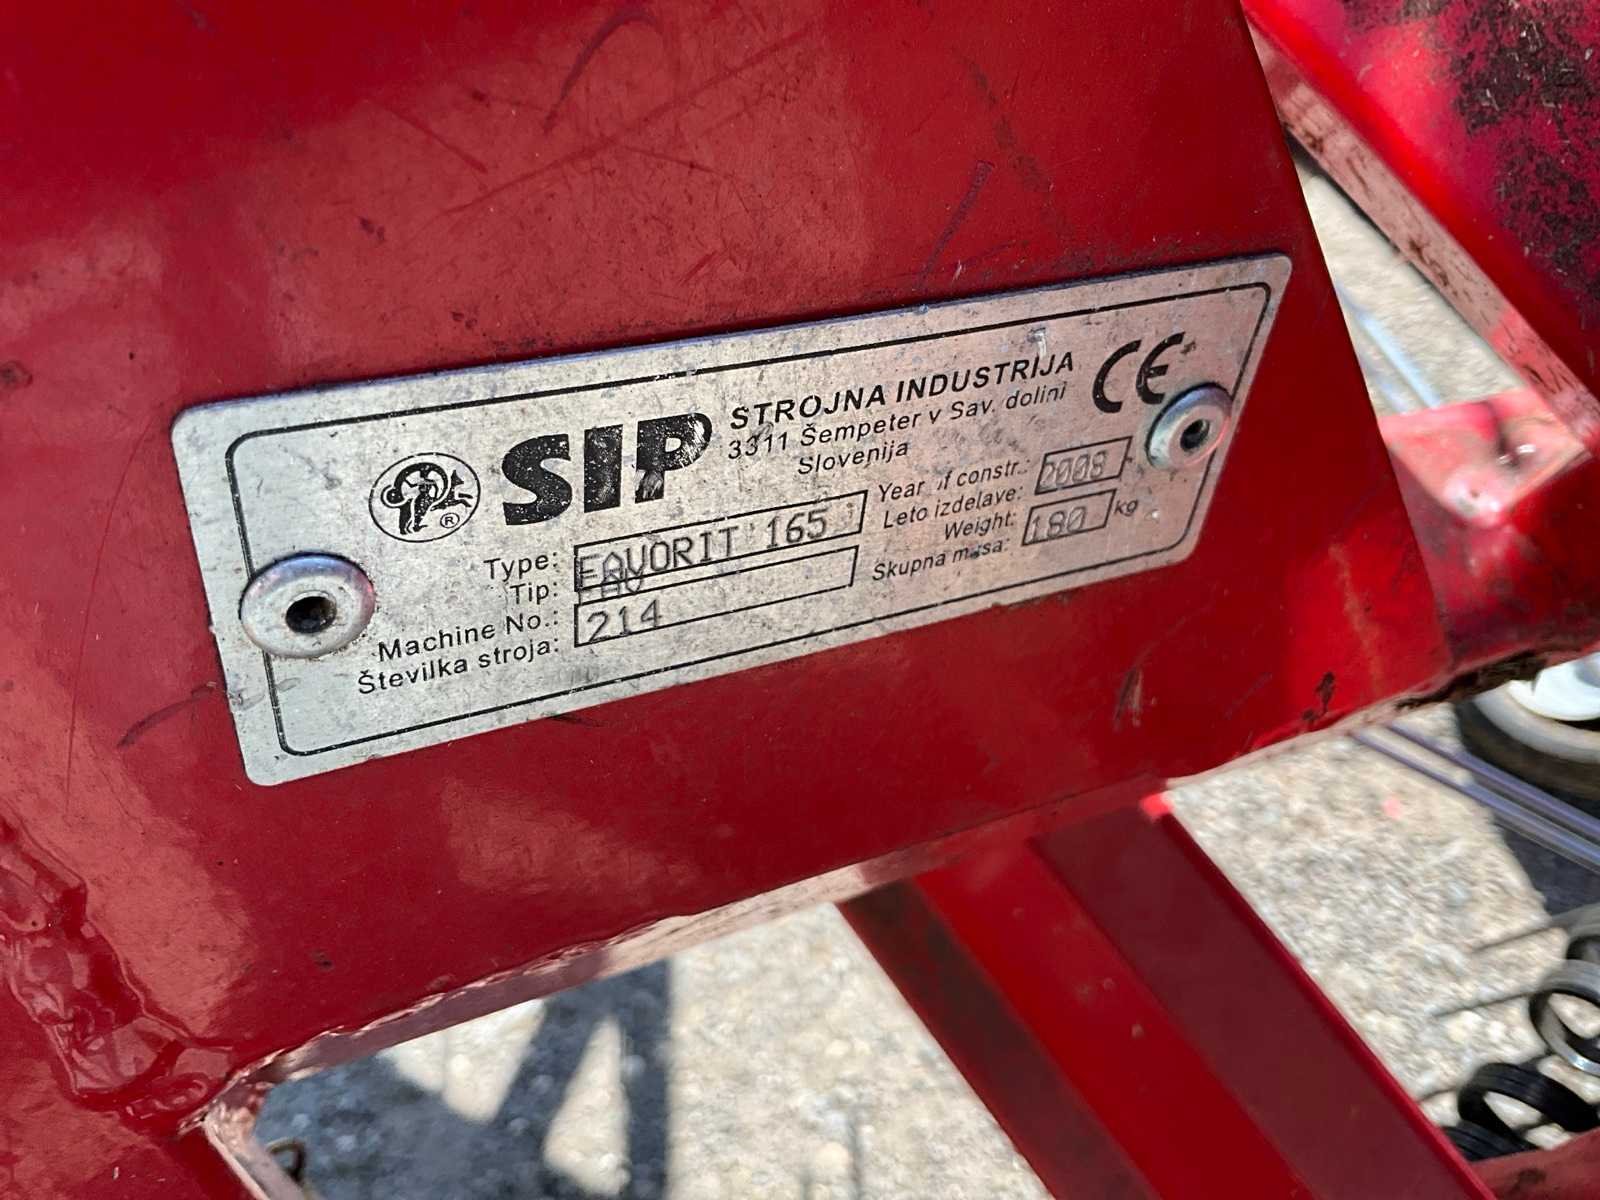 SIP STROJNA INDUSTRIJA CE
3311 Šempeter v Sav. dolini
Slovenija
®
Type: FAVORIT 165
Tip: FAV
Machine No.: 214
Številka stroja:
Year of constr.: 2008
Leto izdelave:
Weight: 180 kg
Skupna masa: